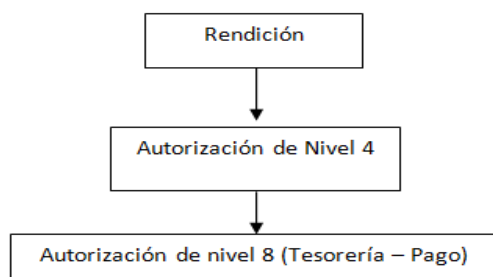 Rendición
Autorización de Nivel 4
Autorización de nivel 8 (Tesorería – Pago)